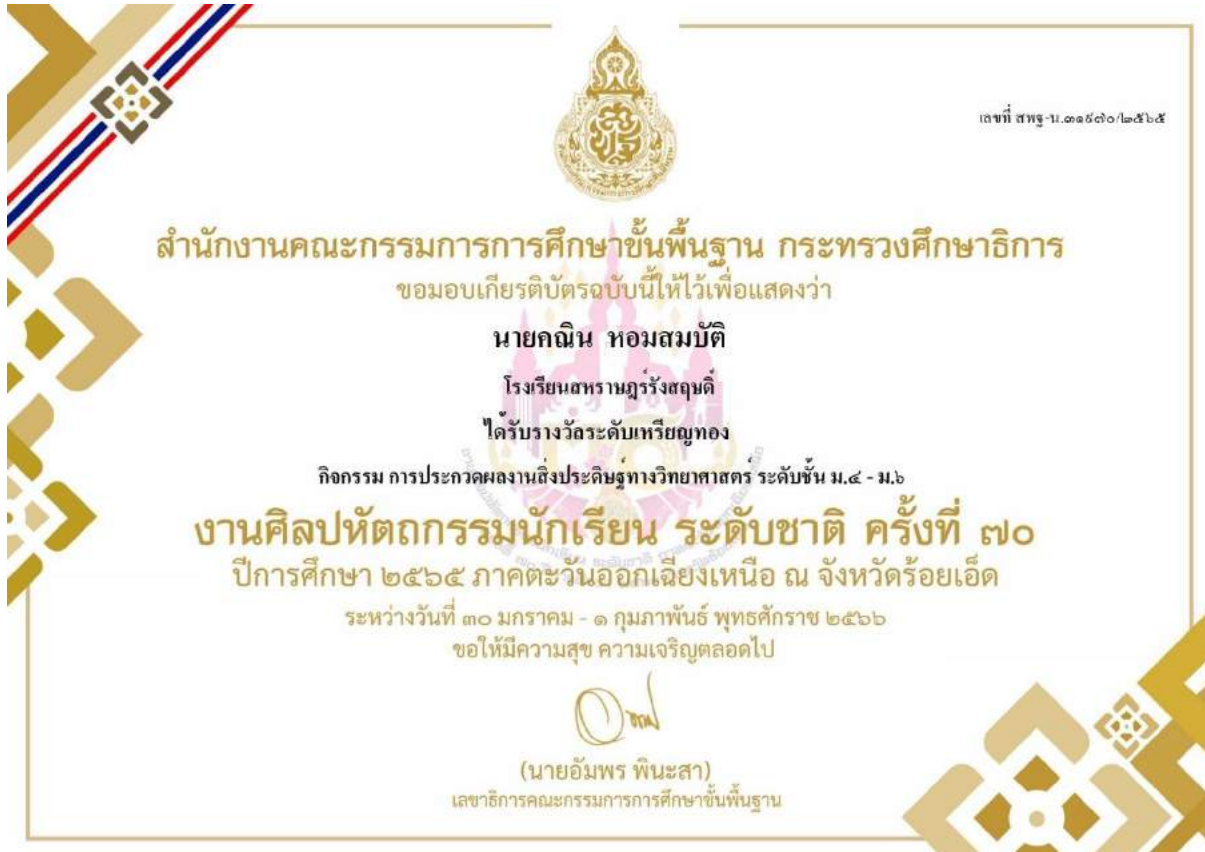 เลขที่ สพฐ-น.๓๑๙๗๐/๒๕๖๕
สำนักงานคณะกรรมการการศึกษาขั้นพื้นฐาน กระทรวงศึกษาธิการ
ขอมอบเกียรติบัตรฉบับนี้ให้ไว้เพื่อแสดงว่า
นายคณิน หอมสมบัติ
โรงเรียนสหราษฎร์รังสฤษดิ์
ได้รับรางวัลระดับเหรียญทอง
กิจกรรม การประกวดผลงานสิ่งประดิษฐ์ทางวิทยาศาสตร์ ระดับชั้น ม.๔ - ม.๖
งานศิลปหัตถกรรมนักเรียน ระดับชาติ ครั้งที่ ๗๐
ปีการศึกษา ๒๕๖๕ ภาคตะวันออกเฉียงเหนือ ณ จังหวัดร้อยเอ็ด
ระหว่างวันที่ ๓๐ มกราคม - ๑ กุมภาพันธ์ พุทธศักราช ๒๕๖๖
ขอให้มีความสุข ความเจริญตลอดไป
(นายอัมพร พินะสา)
เลขาธิการคณะกรรมการการศึกษาขั้นพื้นฐาน